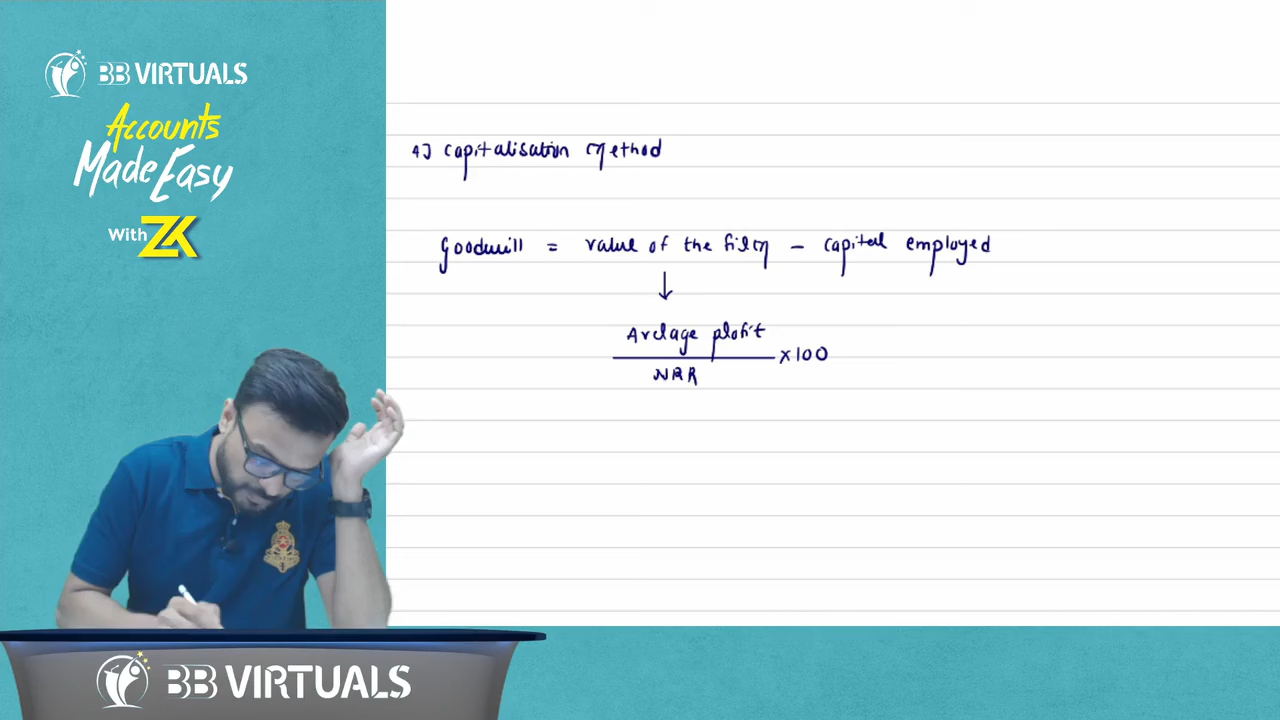 BB VIRTUALS
Accounts
Made Easy
With ZK
4) capitalisation Method
Goodwill = value of the firm - capital employed
↓
Average profit
x100
NRR
BB VIRTUALS